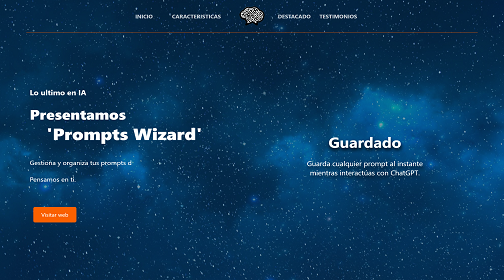 INICIO CARACTERISTICAS DESTACADO TESTIMONIOS
Lo ultimo en IA
Presentamos
'Prompts Wizard'
Gestiona y organiza tus prompts d
Pensamos en ti.
Visitar web
Guardado
Guarda cualquier prompt al instante
mientras interactúas con ChatGPT.